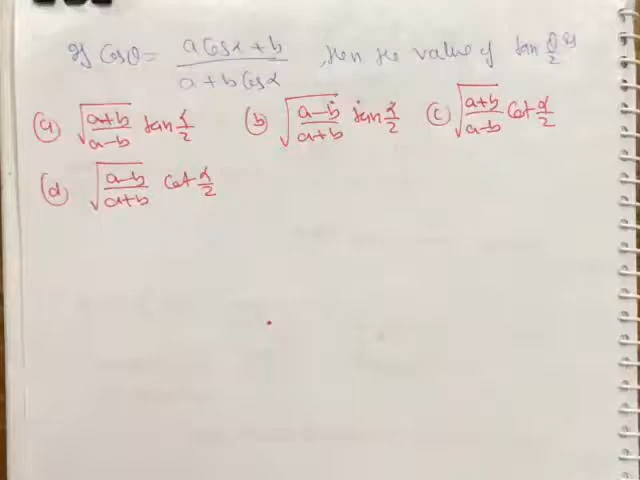 If Cosθ = (a Cosα + b)/(a + b Cosα), then the value of tan θ/2 is
(a) √((a+b)/(a-b)) tan α/2 (b) √((a-b)/(a+b)) tan α/2 (c) √((a+b)/(a-b)) Cot α/2
(d) √((a-b)/(a+b)) Cot α/2